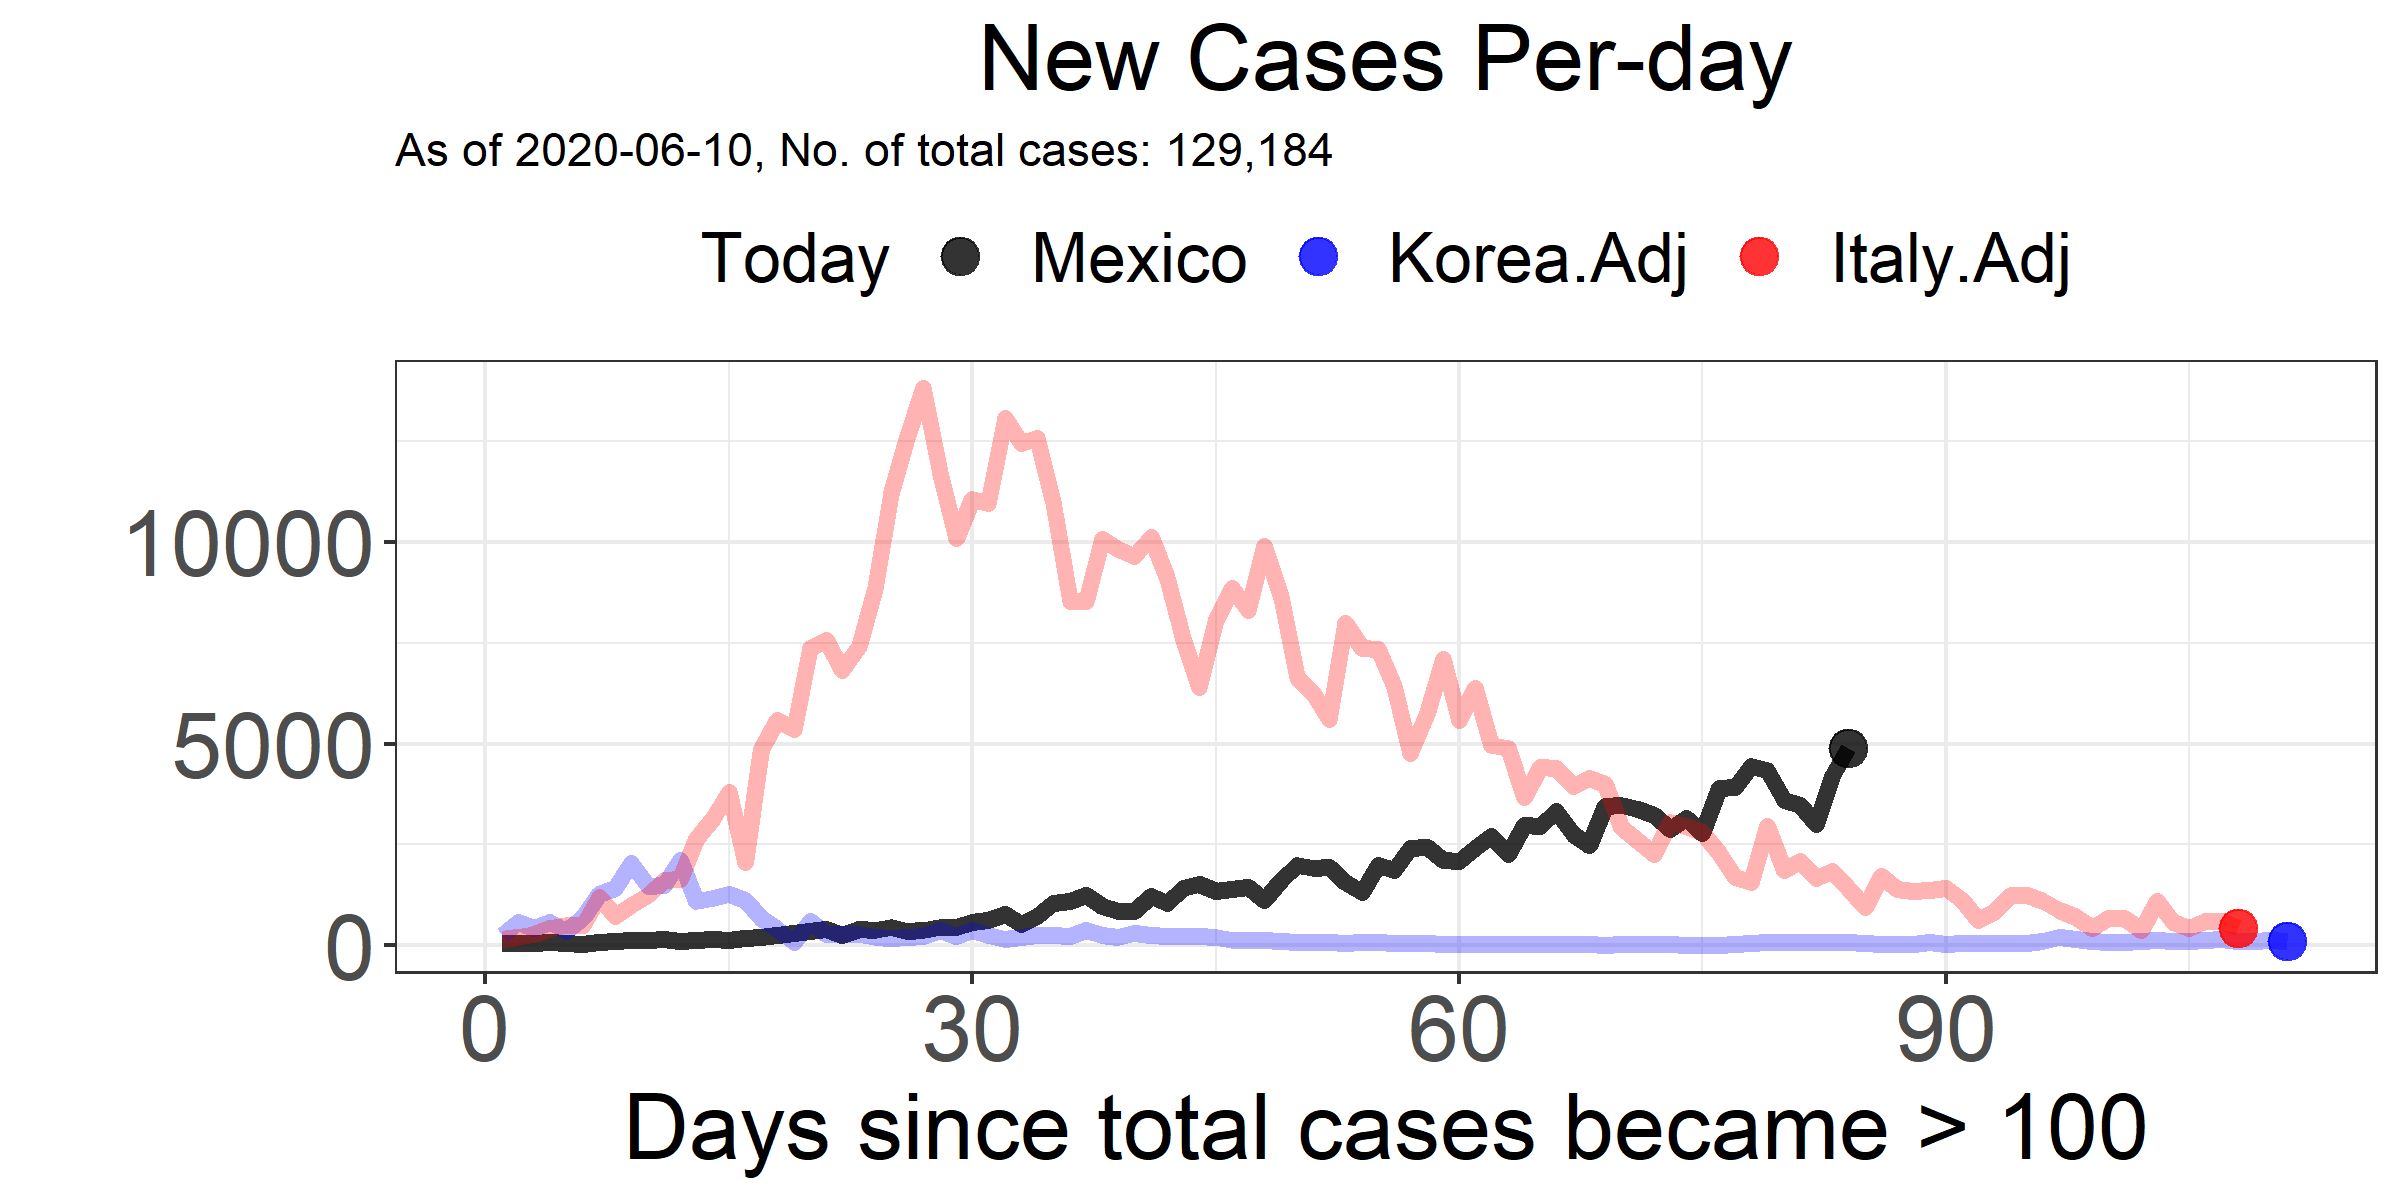 New Cases Per-day
As of 2020-06-10, No. of total cases: 129,184
Today Mexico Korea.Adj Italy.Adj
10000
5000
0
0 30 60 90
Days since total cases became > 100